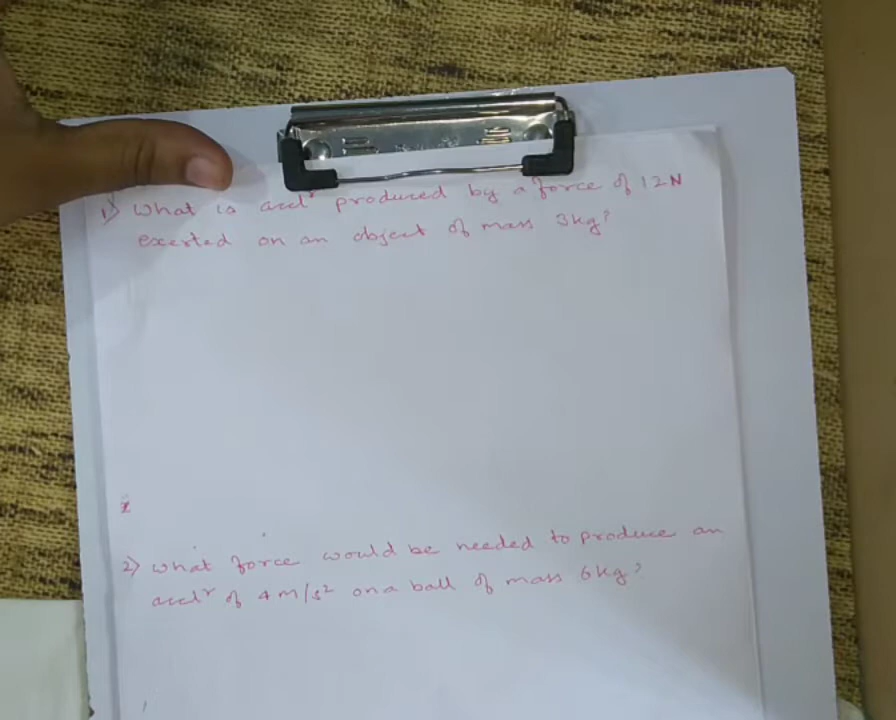 1) What is accl^n produced by a force of 12N
exerted on an object of mass 3kg?
2) What force would be needed to produce an
accl^n of 4 m/s² on a ball of mass 6kg?